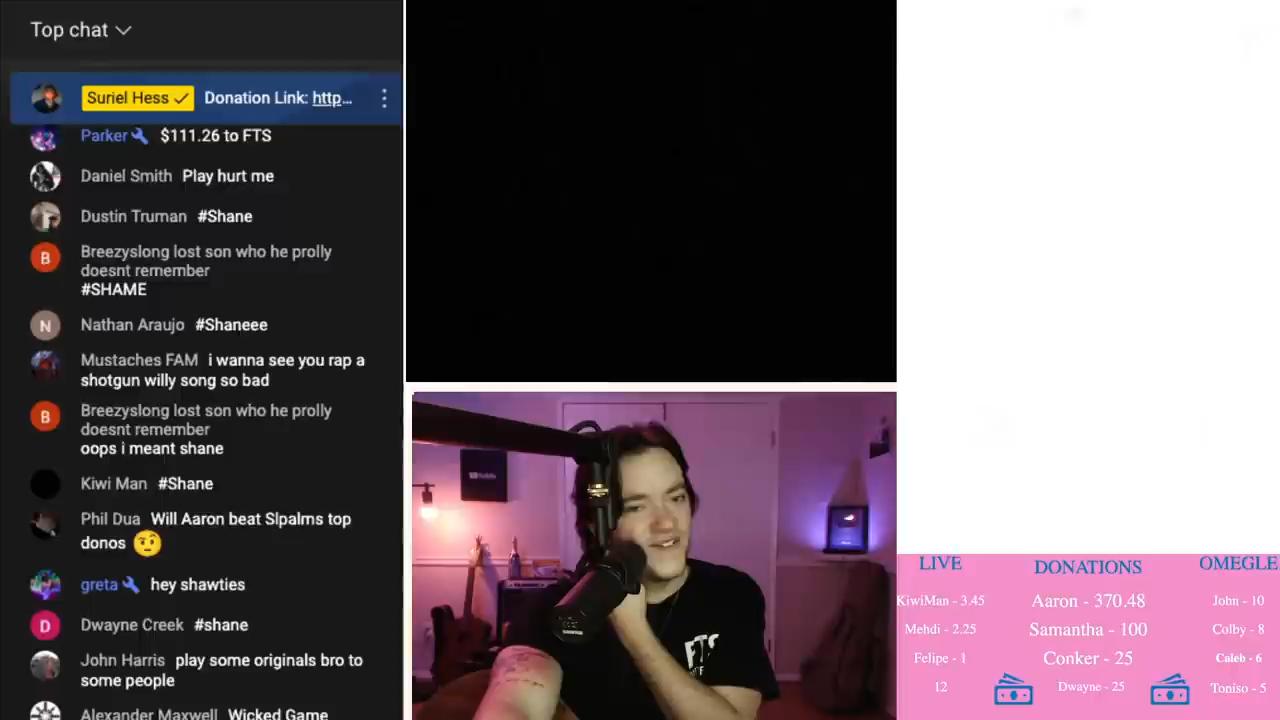 Top chat
Suriel Hess Donation Link: http...
Parker $111.26 to FTS
Daniel Smith Play hurt me
Dustin Truman #Shane
B
Breezyslong lost son who he prolly
doesnt remember
#SHAME
N Nathan Araujo #Shaneee
Mustaches FAM i wanna see you rap a
shotgun willy song so bad
B
Breezyslong lost son who he prolly
doesnt remember
oops i meant shane
Kiwi Man #Shane
Phil Dua Will Aaron beat Slpalms top
donos
greta hey shawties
D Dwayne Creek #shane
John Harris play some originals bro to
some people
Alexander Maxwell Wicked Game
FTS
LIVE
KiwiMan - 3.45
Mehdi - 2.25
Felipe - 1
12
DONATIONS
Aaron - 370.48
Samantha - 100
Conker - 25
Dwayne - 25
OMEGLE
John - 10
Colby - 8
Caleb - 6
Toniso - 5